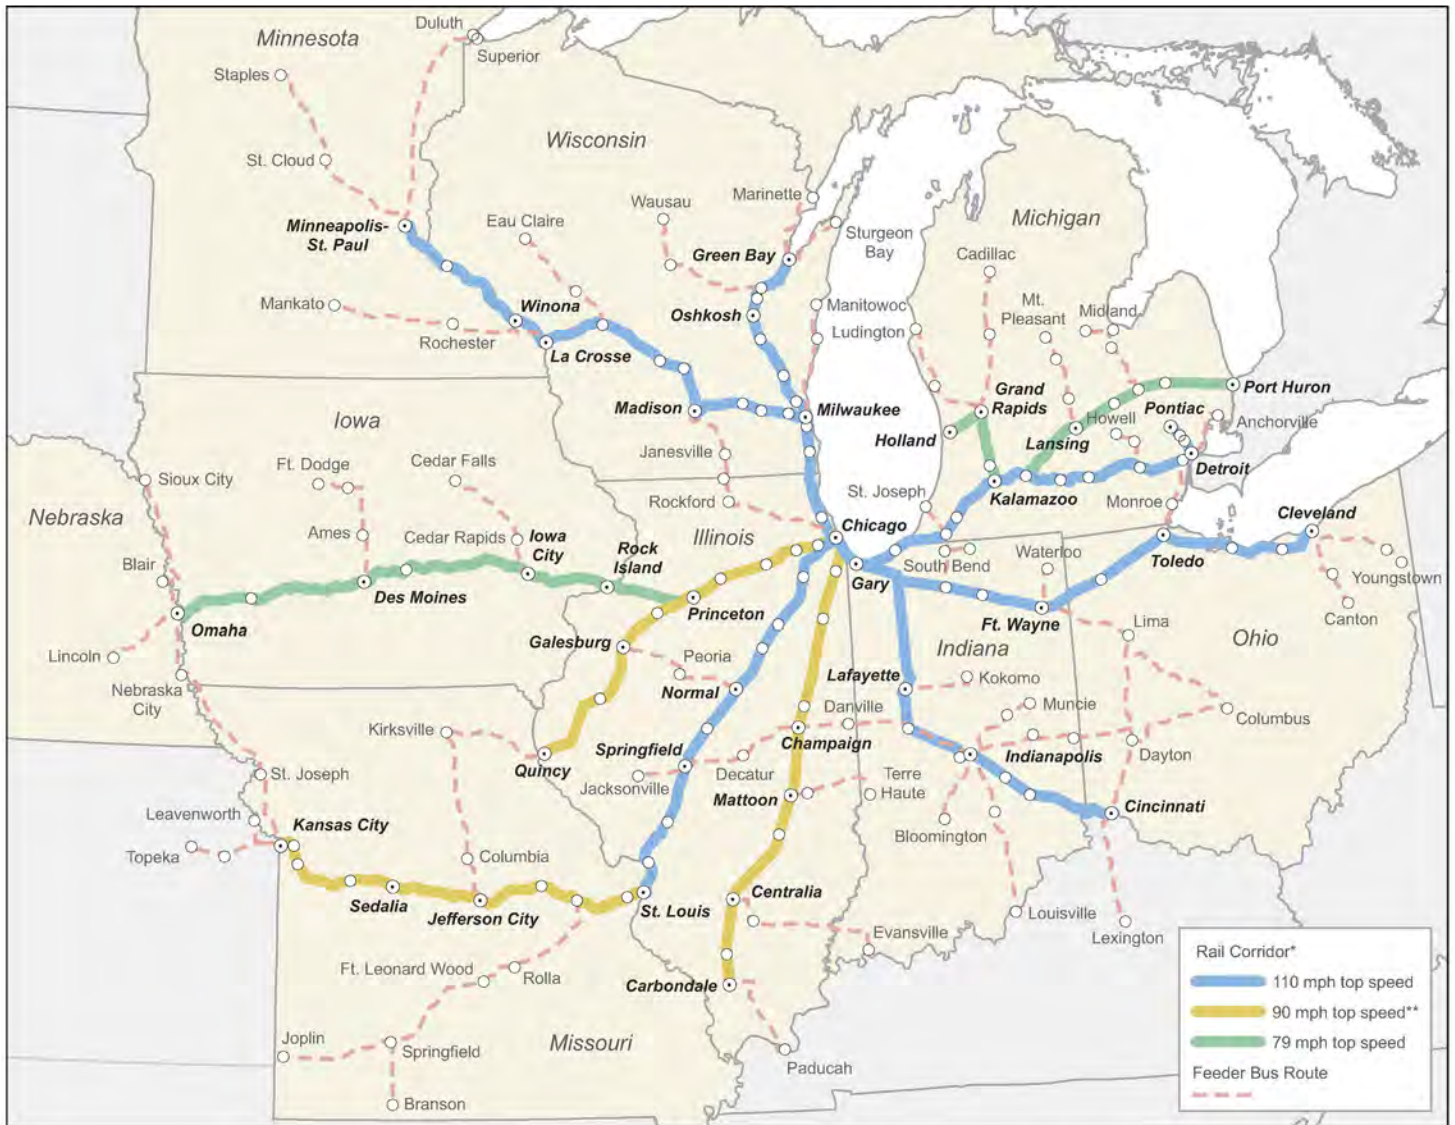 Duluth
Superior
Minnesota
Staples
Wisconsin
St. Cloud
Marinette
Wausau
Eau Claire
Michigan
Minneapolis-
St. Paul
Sturgeon
Bay
Green Bay
Cadillac
Mankato
Winona
Manitowoc
Mt.
Pleasant
Midland
Oshkosh
Ludington
Rochester
La Crosse
Grand
Rapids
Port Huron
Madison
Milwaukee
Pontiac
Iowa
Howell
Anchorville
Holland
Lansing
Janesville
Ft. Dodge
Cedar Falls
Detroit
Sioux City
St. Joseph
Kalamazoo
Rockford
Monroe
Nebraska
Chicago
Cleveland
Ames
Cedar Rapids
Iowa
City
Illinois
Rock
Island
Waterloo
Blair
South Bend
Toledo
Youngstown
Gary
Des Moines
Princeton
Omaha
Ft. Wayne
Lima
Canton
Galesburg
Ohio
Indiana
Lincoln
Peoria
Lafayette
Kokomo
Nebraska
City
Normal
Danville
Muncie
Columbus
Kirksville
Springfield
Champaign
Indianapolis
Dayton
Quincy
St. Joseph
Jacksonville
Decatur
Terre
Haute
Mattoon
Leavenworth
Kansas City
Cincinnati
Bloomington
Topeka
Columbia
Centralia
Sedalia
Jefferson City
St. Louis
Louisville
Evansville
Lexington
Rail Corridor*
Ft. Leonard Wood
Rolla
Carbondale
110 mph top speed
90 mph top speed**
Joplin
Springfield
Missouri
79 mph top speed
Paducah
Feeder Bus Route
Branson